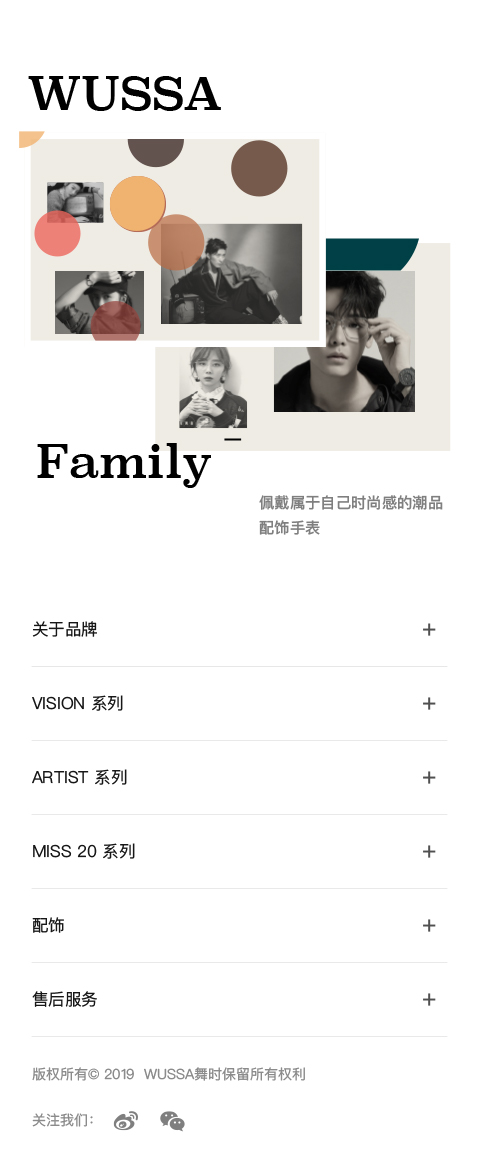 WUSSA
Family
佩戴属于自己时尚感的潮品
配饰手表
关于品牌
VISION 系列
ARTIST 系列
MISS 20 系列
配饰
售后服务
版权所有© 2019 WUSSA舞时保留所有权利
关注我们：